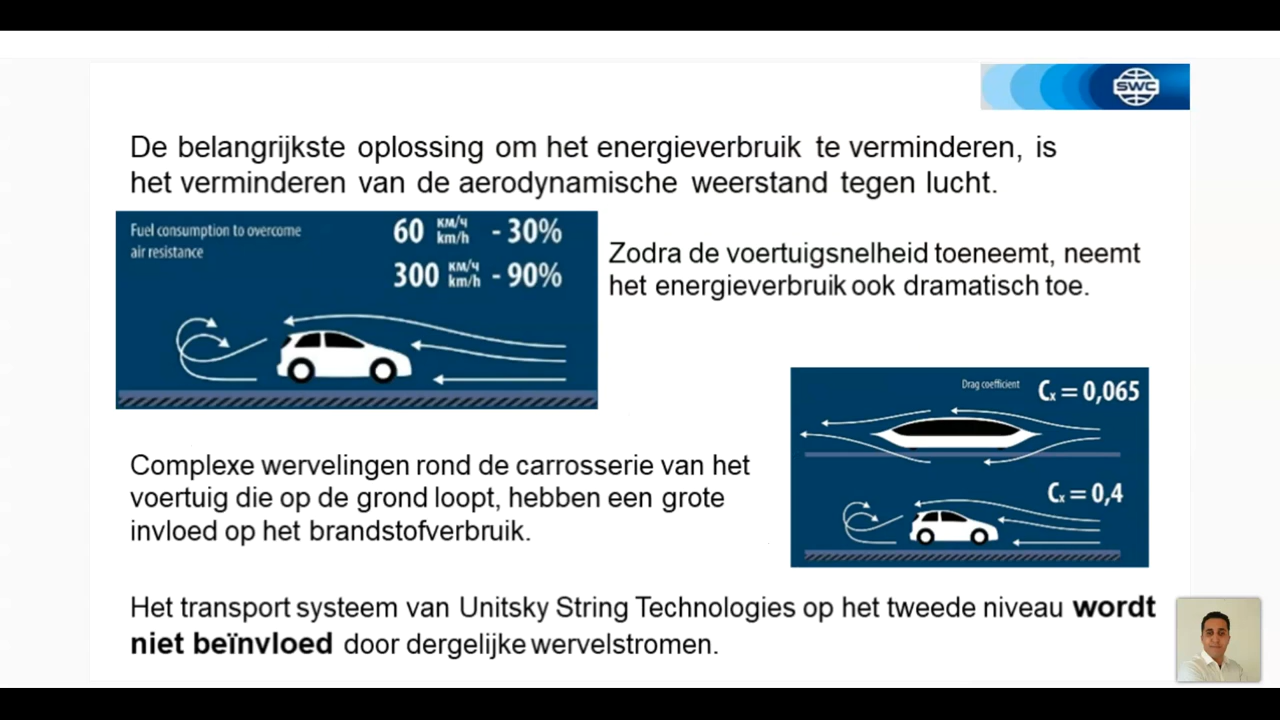 SWC
De belangrijkste oplossing om het energieverbruik te verminderen, is
het verminderen van de aerodynamische weerstand tegen lucht.
Fuel consumption to overcome
air resistance
60 км/ч km/h - 30%
300 км/ч km/h - 90%
Zodra de voertuigsnelheid toeneemt, neemt
het energieverbruik ook dramatisch toe.
Drag coefficient Cx = 0,065
Cx = 0,4
Complexe wervelingen rond de carrosserie van het
voertuig die op de grond loopt, hebben een grote
invloed op het brandstofverbruik.
Het transport systeem van Unitsky String Technologies op het tweede niveau wordt
niet beïnvloed door dergelijke wervelstromen.